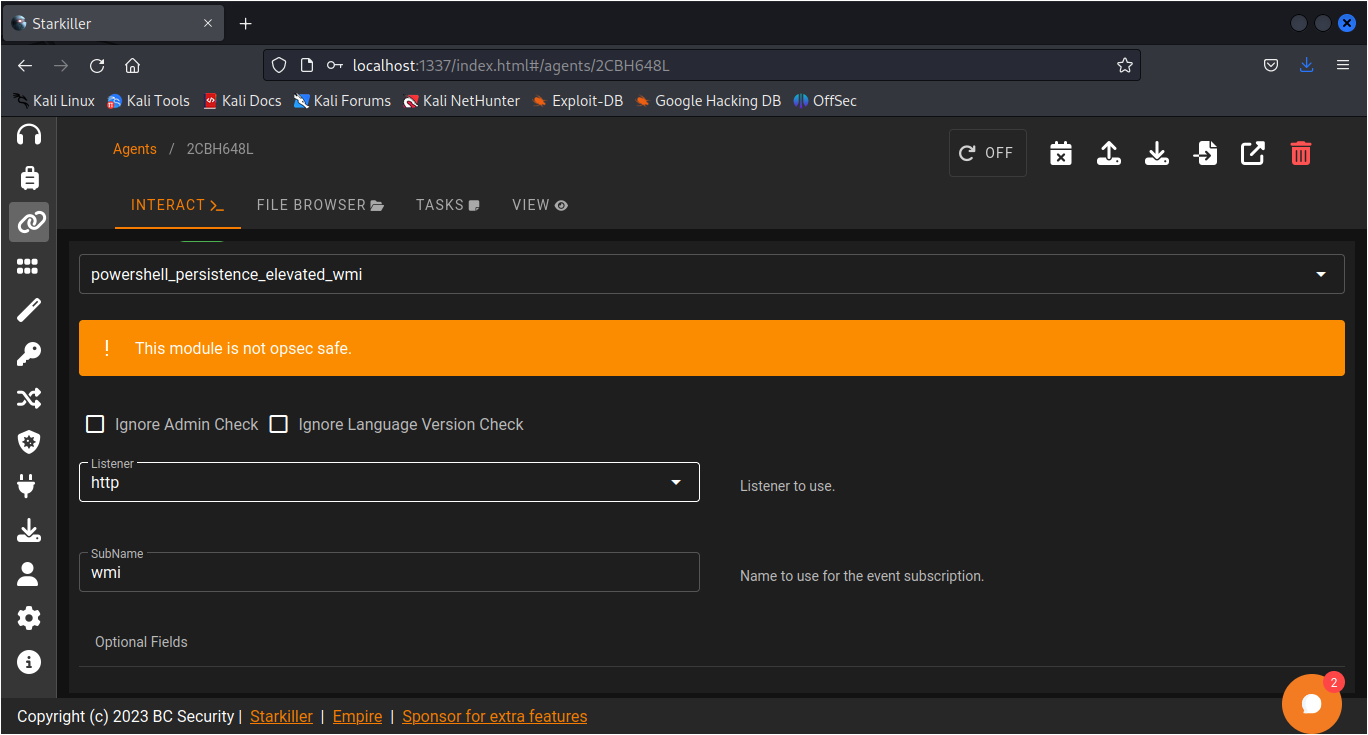 Starkiller
localhost:1337/index.html#/agents/2CBH648L
Kali Linux Kali Tools Kali Docs Kali Forums Kali NetHunter Exploit-DB Google Hacking DB OffSec
Agents / 2CBH648L
OFF
INTERACT FILE BROWSER TASKS VIEW
powershell_persistence_elevated_wmi
! This module is not opsec safe.
Ignore Admin Check Ignore Language Version Check
Listener
http
Listener to use.
SubName
wmi
Name to use for the event subscription.
Optional Fields
2
Copyright (c) 2023 BC Security | Starkiller | Empire | Sponsor for extra features